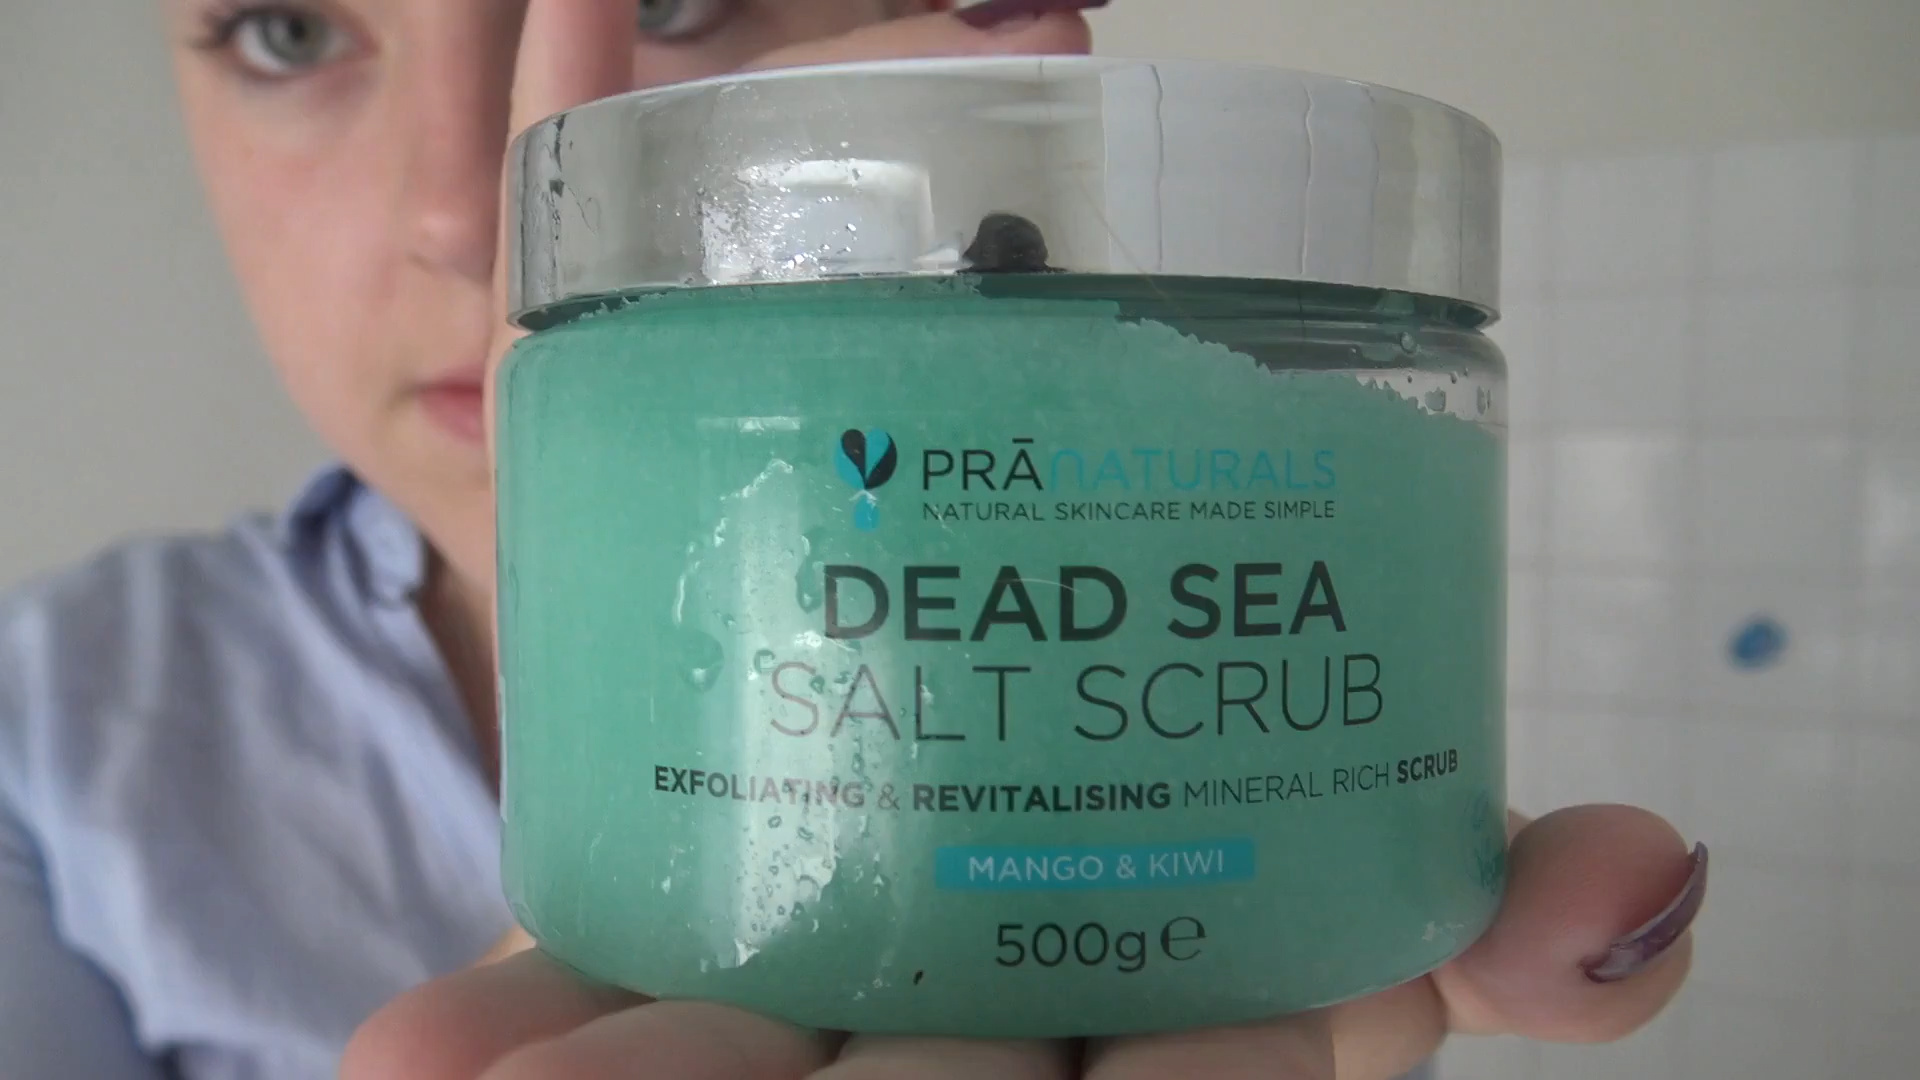 PRĀNATURALS
NATURAL SKINCARE MADE SIMPLE
DEAD SEA
SALT SCRUB
EXFOLIATING & REVITALISING MINERAL RICH SCRUB
MANGO & KIWI
500g ℮